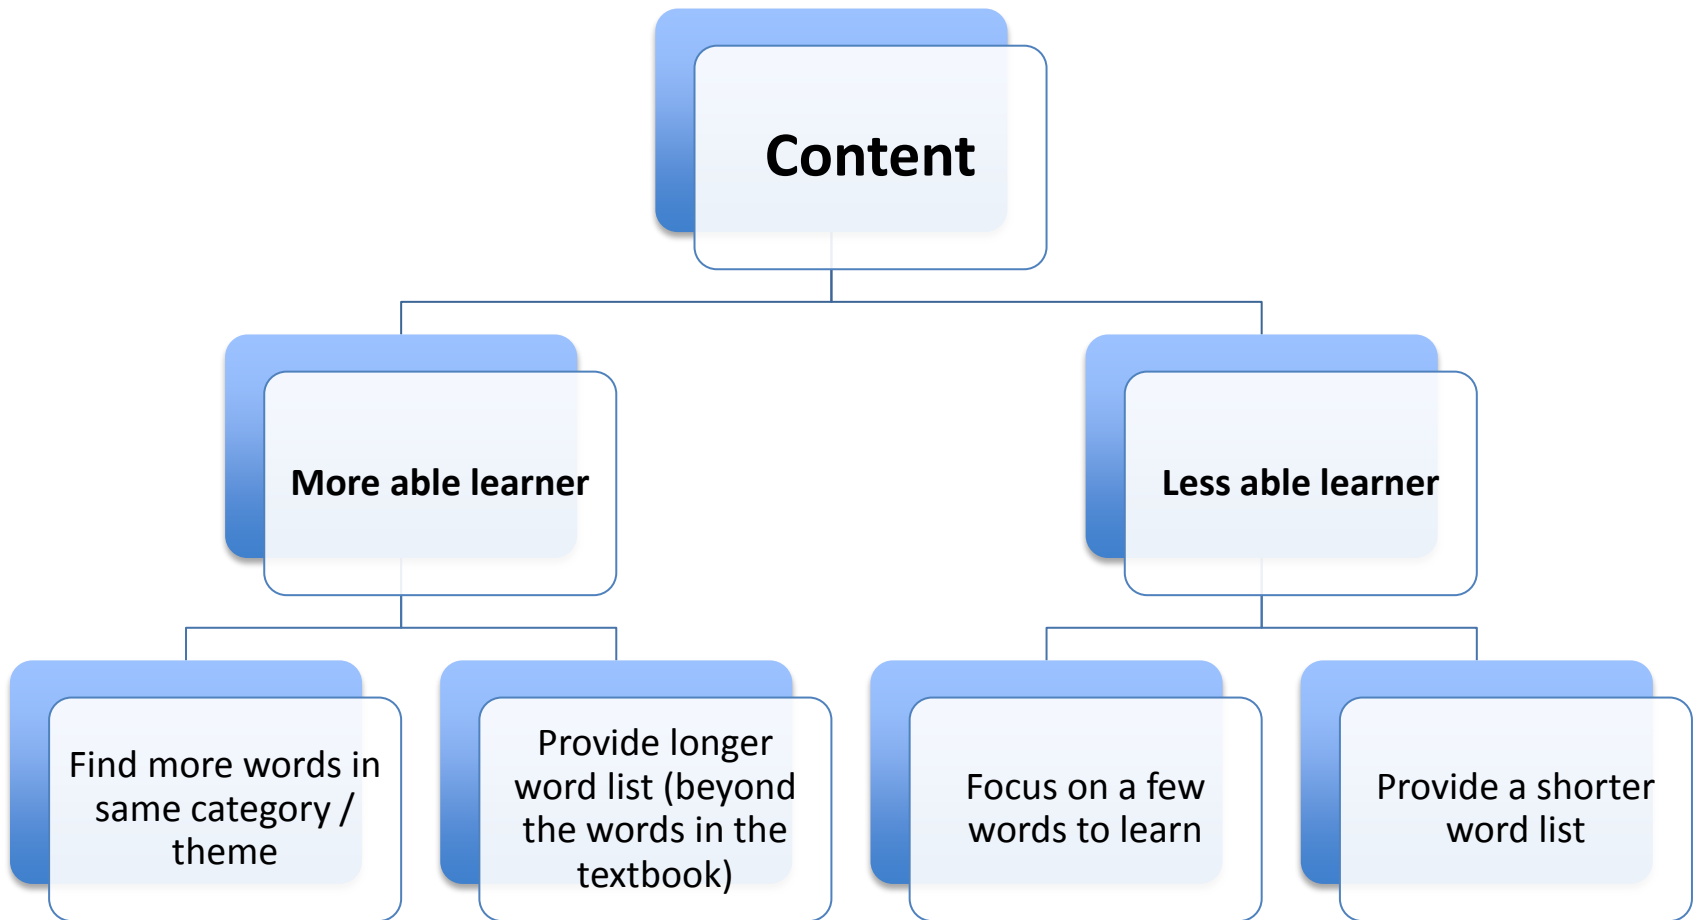 Content
More able learner
Less able learner
Find more words in
same category /
theme
Provide longer
word list (beyond
the words in the
textbook)
Focus on a few
words to learn
Provide a shorter
word list